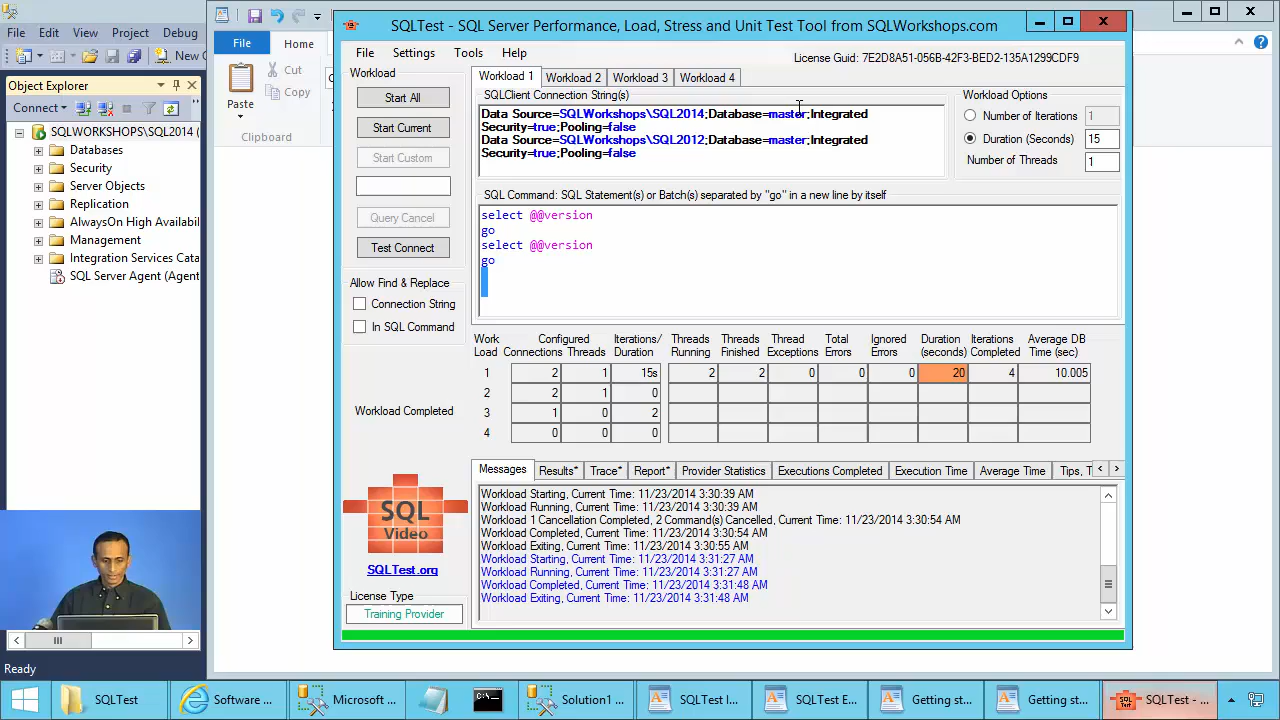 File Edit View Project Debug
Object Explorer
Connect
SQLWORKSHOPS\SQL2014 (
Databases
Security
Server Objects
Replication
AlwaysOn High Availabil
Management
Integration Services Cata
SQL Server Agent (Agent
Ready
File Home
Paste
Cut
Copy
SQLTest - SQL Server Performance, Load, Stress and Unit Test Tool from SQLWorkshops.com
File Settings Tools Help
License Guid: 7E2D8A51-056B-42F3-BED2-135A1299CDF9
Workload
Start All
Start Current
Start Custom
Query Cancel
Test Connect
Allow Find & Replace
Connection String
In SQL Command
Workload Completed
SQL
Video
SQLTest.org
License Type
Training Provider
Workload 1 Workload 2 Workload 3 Workload 4
SQLClient Connection String(s)
Data Source=SQLWorkshops\SQL2014;Database=master;Integrated
Security=true;Pooling=false
Data Source=SQLWorkshops\SQL2012;Database=master;Integrated
Security=true;Pooling=false
Workload Options
Number of Iterations 1
Duration (Seconds) 15
Number of Threads 1
SQL Command: SQL Statement(s) or Batch(s) separated by "go" in a new line by itself
select @@version
go
select @@version
go
Work Configured Iterations/ Threads Threads Thread Total Ignored Duration Iterations Average DB
Load Connections Threads Duration Running Finished Exceptions Errors Errors (seconds) Completed Time (sec)
1 2 1 15s 2 2 0 0 0 20 4 10.005
2 2 1 0
3 1 0 2
4 0 0 0
Messages Results* Trace* Report* Provider Statistics Executions Completed Execution Time Average Time Tips, T
Workload Starting, Current Time: 11/23/2014 3:30:39 AM
Workload Running, Current Time: 11/23/2014 3:30:39 AM
Workload 1 Cancellation Completed, 2 Command(s) Cancelled, Current Time: 11/23/2014 3:30:54 AM
Workload Completed, Current Time: 11/23/2014 3:30:54 AM
Workload Exiting, Current Time: 11/23/2014 3:30:55 AM
Workload Starting, Current Time: 11/23/2014 3:31:27 AM
Workload Running, Current Time: 11/23/2014 3:31:27 AM
Workload Completed, Current Time: 11/23/2014 3:31:48 AM
Workload Exiting, Current Time: 11/23/2014 3:31:48 AM
SQLTest Software ... Microsoft ... Solution1 ... SQLTest I... SQLTest E... Getting st... Getting st... SQLTest - ...